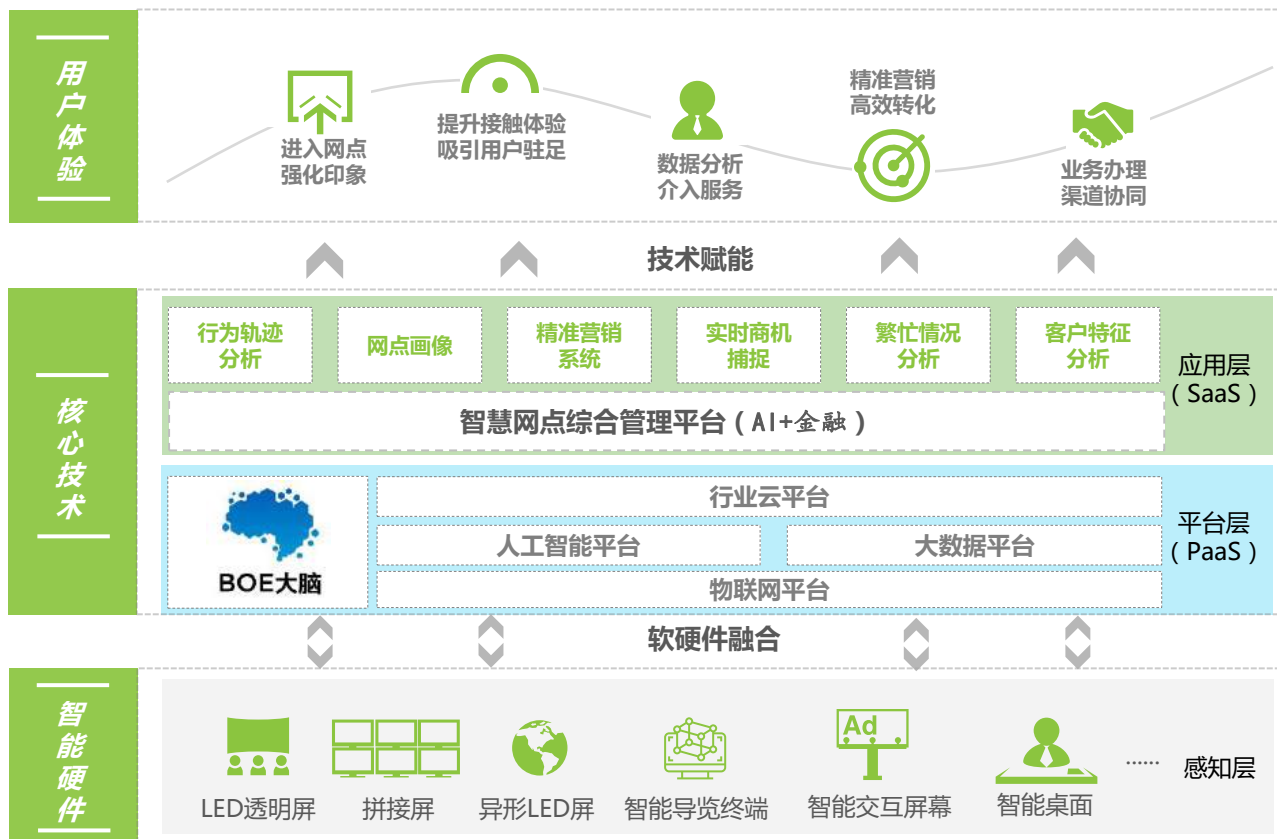 用户体验
进入网点
强化印象
提升接触体验
吸引用户驻足
数据分析
介入服务
精准营销
高效转化
业务办理
渠道协同
技术赋能
核心技术
行为轨迹
分析
网点画像
精准营销
系统
实时商机
捕捉
繁忙情况
分析
客户特征
分析
应用层
（SaaS）
智慧网点综合管理平台（AI+金融）
BOE大脑
行业云平台
人工智能平台
大数据平台
物联网平台
平台层
（PaaS）
软硬件融合
智能硬件
Ad
LED透明屏
拼接屏
异形LED屏
智能导览终端
智能交互屏幕
智能桌面
......
感知层